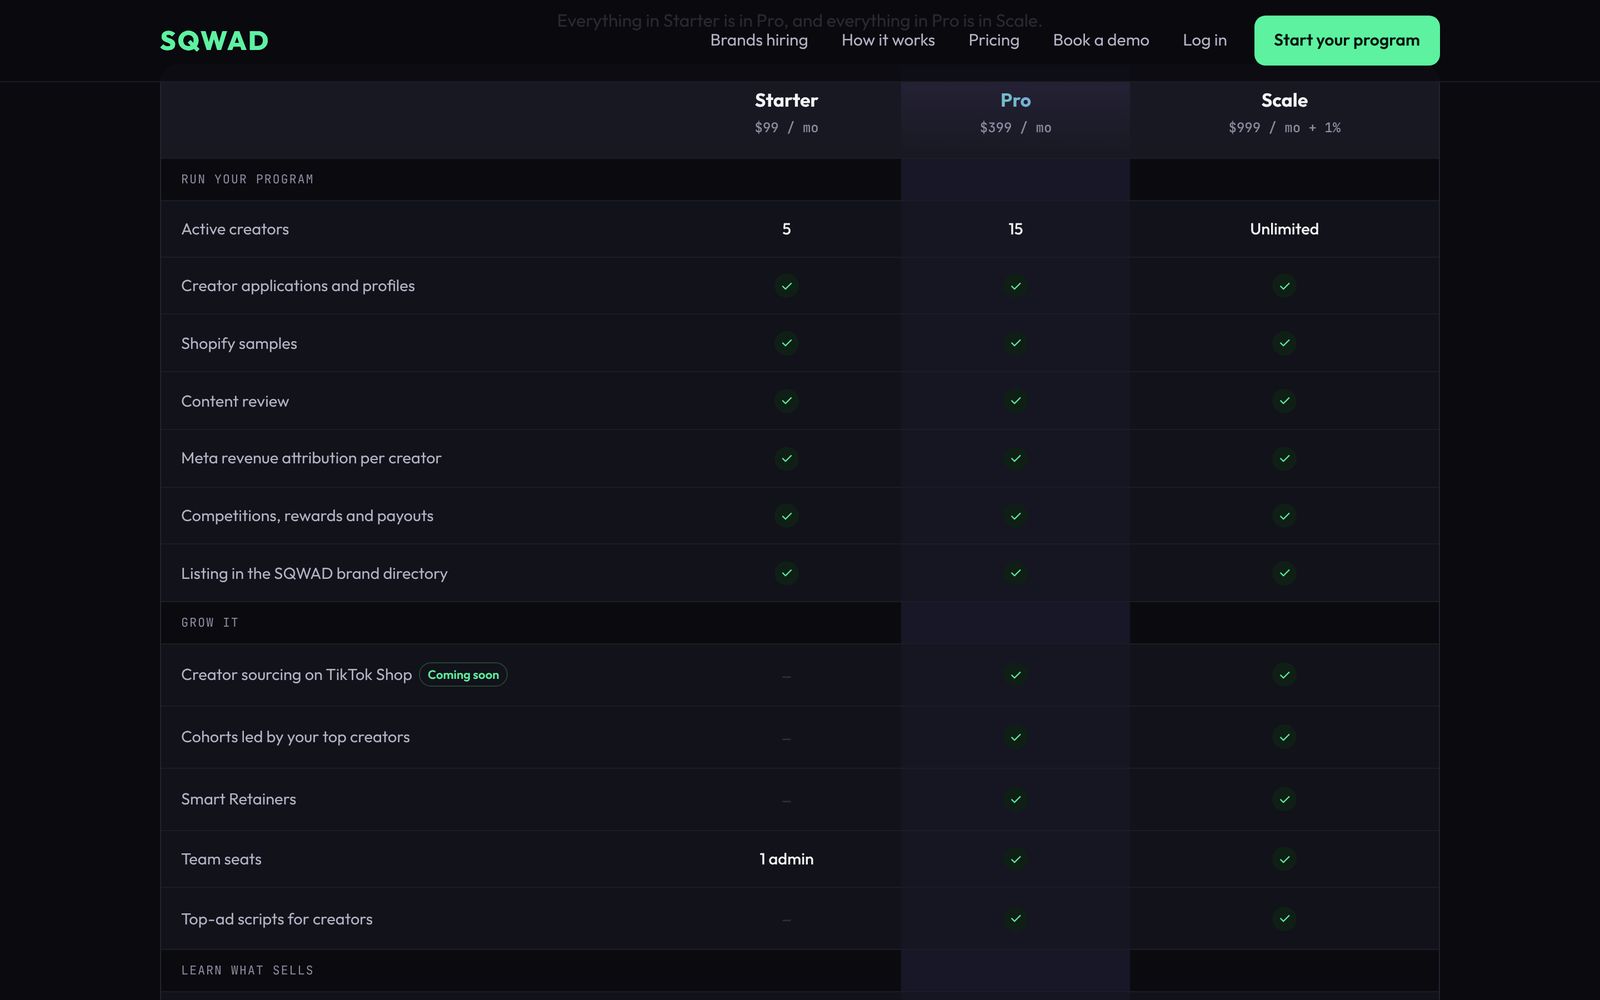 Everything in Starter is in Pro, and everything in Pro is in Scale.
SQWAD Brands hiring How it works Pricing Book a demo Log in Start your program
Starter Pro Scale
$99 / mo $399 / mo $999 / mo + 1%
RUN YOUR PROGRAM
Active creators 5 15 Unlimited
Creator applications and profiles
Shopify samples
Content review
Meta revenue attribution per creator
Competitions, rewards and payouts
Listing in the SQWAD brand directory
GROW IT
Creator sourcing on TikTok Shop Coming soon –
Cohorts led by your top creators –
Smart Retainers –
Team seats 1 admin
Top-ad scripts for creators –
LEARN WHAT SELLS